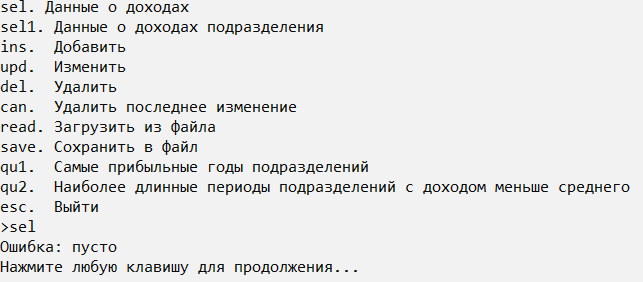 sel. Данные о доходах
sel1. Данные о доходах подразделения
ins.  Добавить
upd.  Изменить
del.  Удалить
can.  Удалить последнее изменение
read. Загрузить из файла
save. Сохранить в файл
qu1.  Самые прибыльные годы подразделений
qu2.  Наиболее длинные периоды подразделений с доходом меньше среднего
esc.  Выйти
>sel
Ошибка: пусто
Нажмите любую клавишу для продолжения...